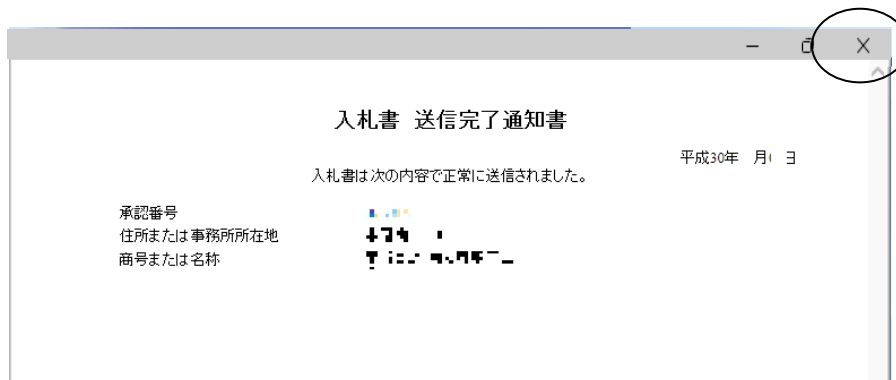 入札書 送信完了通知書
平成30年 月 日
入札書は次の内容で正常に送信されました。
承認番号
住所または事務所所在地
商号または名称